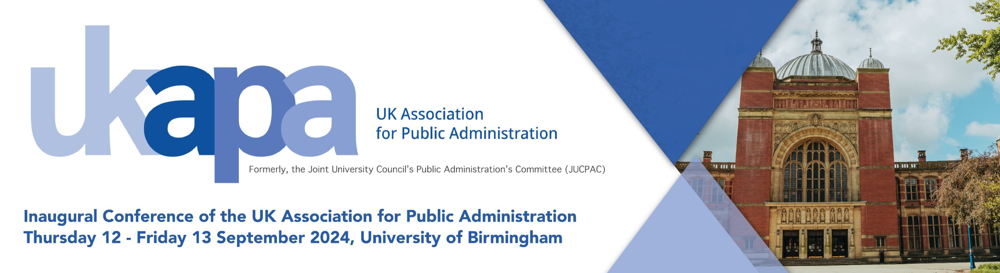 ukapa
UK Association
for Public Administration
Formerly, the Joint University Council’s Public Administration’s Committee (JUCPAC)
Inaugural Conference of the UK Association for Public Administration
Thursday 12 - Friday 13 September 2024, University of Birmingham